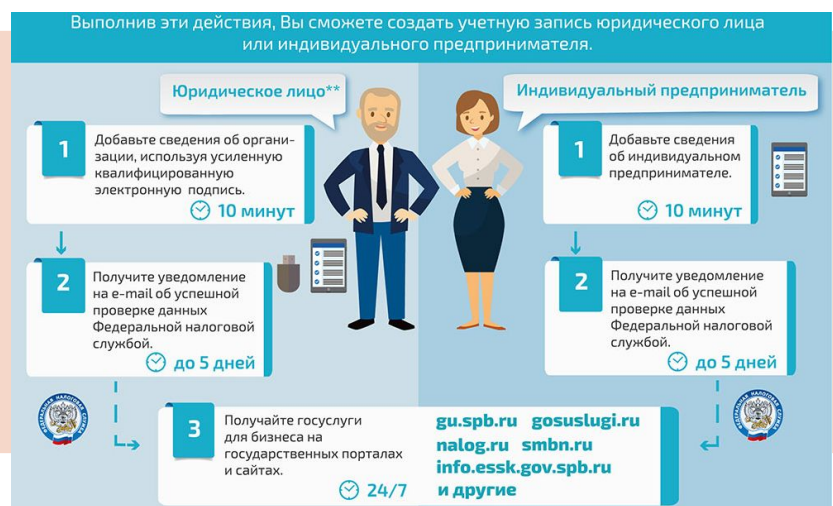 Выполнив эти действия, Вы сможете создать учетную запись юридического лица
или индивидуального предпринимателя.
Юридическое лицо**
1
Добавьте сведения об органи-
зации, используя усиленную
квалифицированную
электронную подпись.
10 минут
2
Получите уведомление
на e-mail об успешной
проверке данных
Федеральной налоговой
службой.
до 5 дней
Индивидуальный предприниматель
1
Добавьте сведения
об индивидуальном
предпринимателе.
10 минут
2
Получите уведомление
на e-mail об успешной
проверке данных
Федеральной налоговой
службой.
до 5 дней
3
Получайте госуслуги
для бизнеса на
государственных порталах
и сайтах.
24/7
gu.spb.ru gosuslugi.ru
nalog.ru smbn.ru
info.essk.gov.spb.ru
и другие